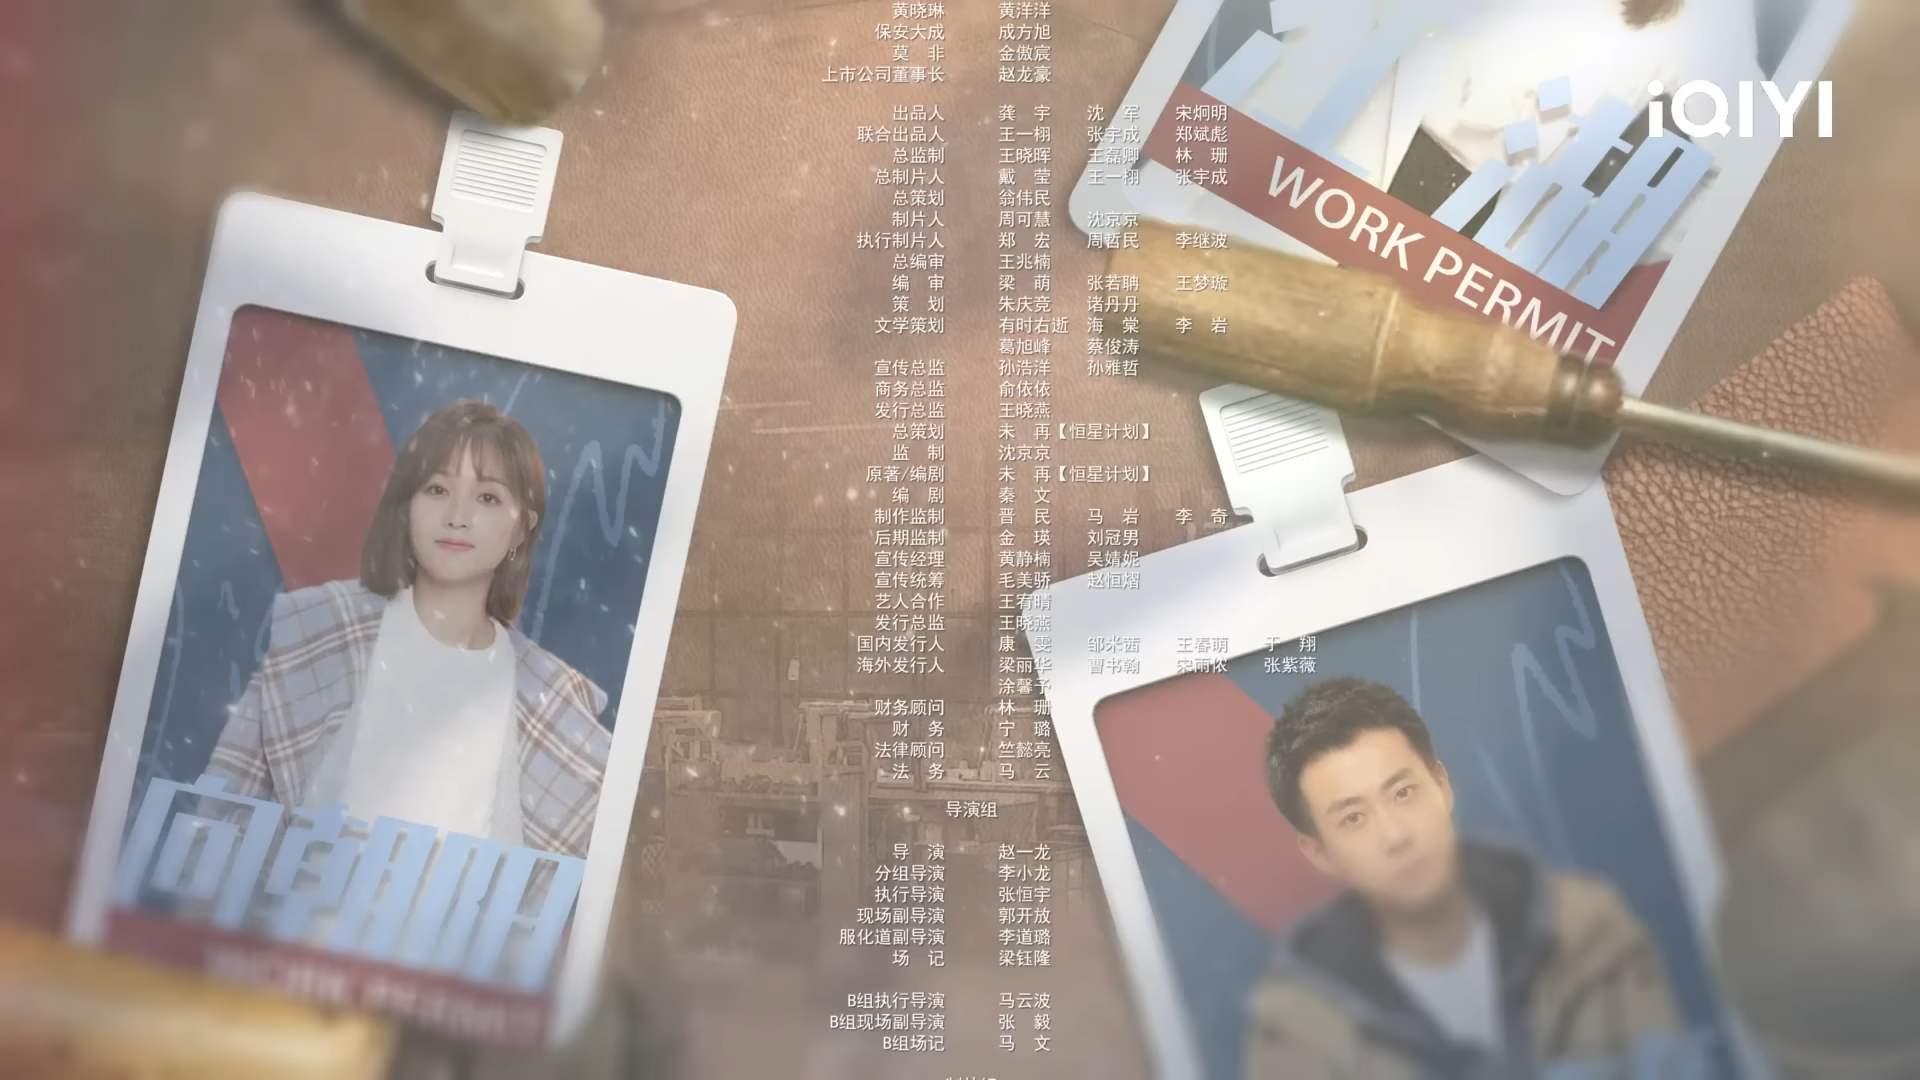 黄晓琳 黄洋洋
保安大成 成方旭
莫 非 金傲宸
上市公司董事长 赵龙豪
iQIYI
出品人 龚 宇 沈 军 宋炯明
联合出品人 王一栩 张宇成 郑斌彪
总监制 王晓晖 王磊卿 林 珊
总制片人 戴 莹 王一栩 张宇成
总策划 翁伟民
制片人 周可慧 沈京京
执行制片人 郑 宏 周哲民 李继波
总编审 王兆楠
编 审 梁 萌 张若聃 王梦璇
策 划 朱庆竞 诸丹丹
文学策划 有时右逝 海 棠 李 岩
葛旭峰 蔡俊涛
宣传总监 孙浩洋 孙雅哲
商务总监 俞依依
发行总监 王晓燕
总策划 未 再【恒星计划】
监 制 沈京京
原著/编剧 未 再【恒星计划】
编 剧 秦 文
制作监制 晋 民 马 岩 李 奇
后期监制 金 瑛 刘冠男
宣传经理 黄静楠 吴婧妮
宣传统筹 毛美骄 赵恒熠
艺人合作 王宥晴
发行总监 王晓燕
国内发行人 康 雯 邹米茜 王春萌 于 翔
海外发行人 梁丽华 曹书翰 宋雨侬 张紫薇
涂馨予
财务顾问 林 珊
财 务 宁 璐
法律顾问 竺懿亮
法 务 马 云
导演组
导 演 赵一龙
分组导演 李小龙
执行导演 张恒宇
现场副导演 郭开放
服化道副导演 李道璐
场 记 梁钰隆
B组执行导演 马云波
B组现场副导演 张 毅
B组场记 马 文
WORK PERMIT
向朝阳
WORK PERMIT